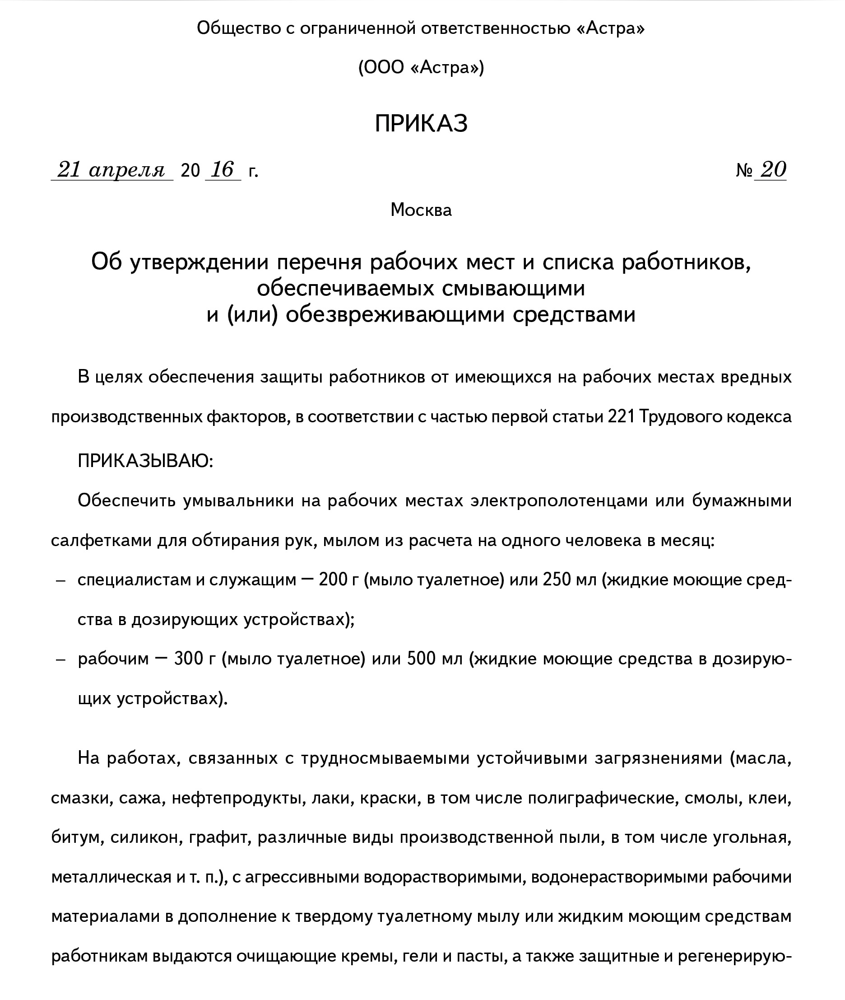 Общество с ограниченной ответственностью «Астра»
(ООО «Астра»)
ПРИКАЗ
21 апреля 20 16 г. № 20
Москва
Об утверждении перечня рабочих мест и списка работников,
обеспечиваемых смывающими
и (или) обезвреживающими средствами
В целях обеспечения защиты работников от имеющихся на рабочих местах вредных
производственных факторов, в соответствии с частью первой статьи 221 Трудового кодекса
ПРИКАЗЫВАЮ:
Обеспечить умывальники на рабочих местах электрополотенцами или бумажными
салфетками для обтирания рук, мылом из расчета на одного человека в месяц:
– специалистам и служащим — 200 г (мыло туалетное) или 250 мл (жидкие моющие сред-
ства в дозирующих устройствах);
– рабочим — 300 г (мыло туалетное) или 500 мл (жидкие моющие средства в дозирую-
щих устройствах).
На работах, связанных с трудносмываемыми устойчивыми загрязнениями (масла,
смазки, сажа, нефтепродукты, лаки, краски, в том числе полиграфические, смолы, клеи,
битум, силикон, графит, различные виды производственной пыли, в том числе угольная,
металлическая и т. п.), с агрессивными водорастворимыми, водонерастворимыми рабочими
материалами в дополнение к твердому туалетному мылу или жидким моющим средствам
работникам выдаются очищающие кремы, гели и пасты, а также защитные и регенерирую-